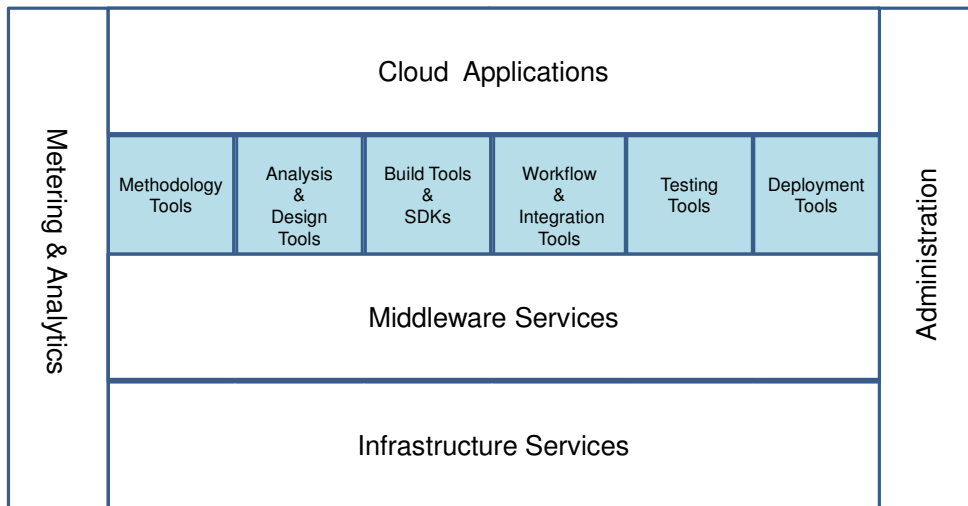 Cloud Applications
Metering & Analytics
Methodology
Tools
Analysis
&
Design
Tools
Build Tools
&
SDKs
Workflow
&
Integration
Tools
Testing
Tools
Deployment
Tools
Administration
Middleware Services
Infrastructure Services